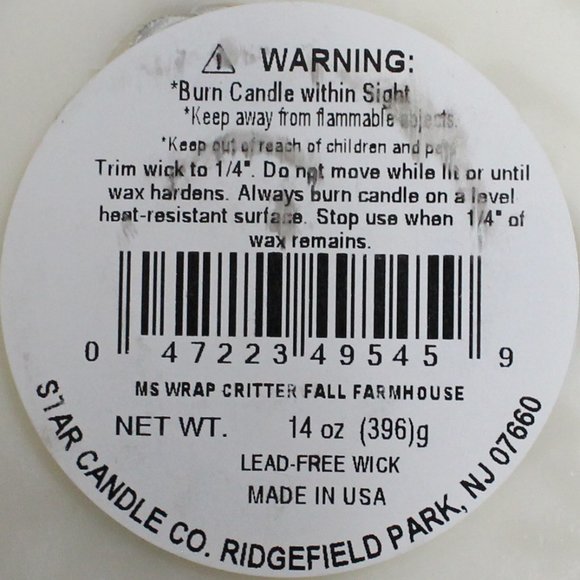 WARNING:
*Burn Candle within Sight
*Keep away from flammable objects.
*Keep out of reach of children and pets
Trim wick to 1/4". Do not move while lit or until
wax hardens. Always burn candle on a level
heat-resistant surface. Stop use when 1/4" of
wax remains.
0 47223 49545 9
MS WRAP CRITTER FALL FARMHOUSE
NET WT. 14 oz (396)g
LEAD-FREE WICK
MADE IN USA
STAR CANDLE CO. RIDGEFIELD PARK, NJ 07660